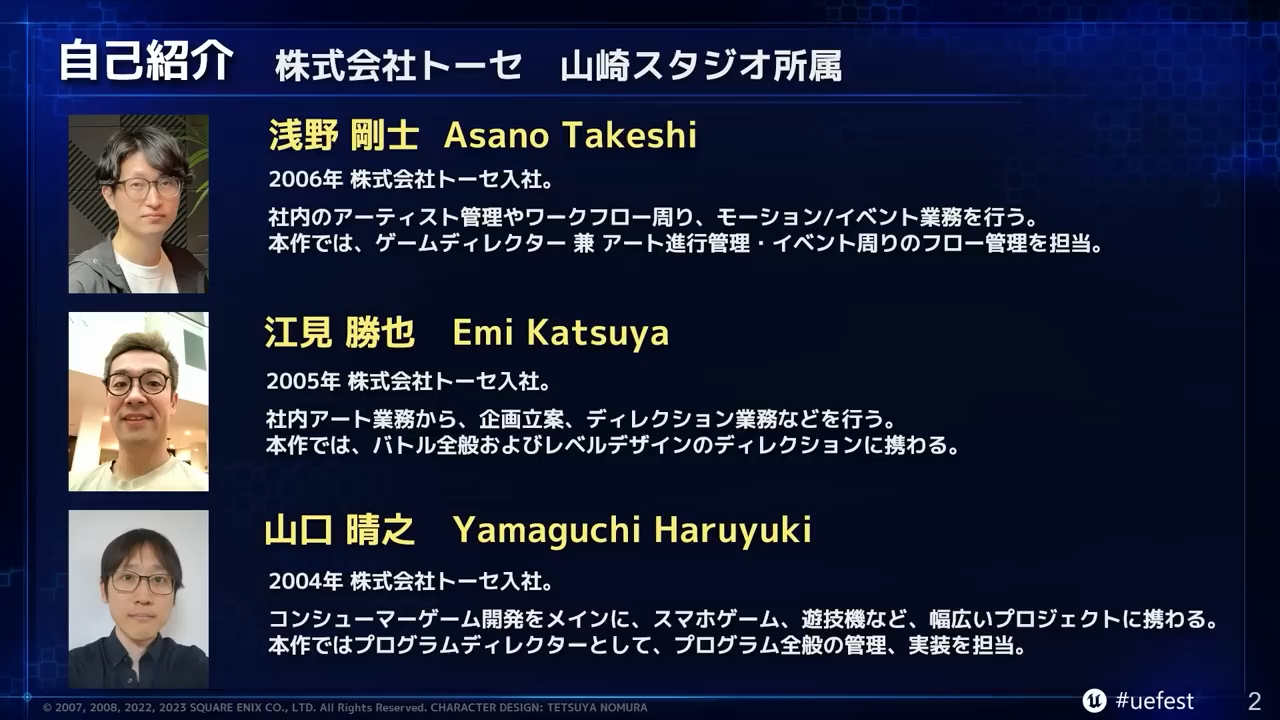 自己紹介 株式会社トーセ 山崎スタジオ所属
浅野 剛士 Asano Takeshi
2006年 株式会社トーセ入社。
社内のアーティスト管理やワークフロー周り、モーション/イベント業務を行う。
本作では、ゲームディレクター 兼 アート進行管理・イベント周りのフロー管理を担当。
江見 勝也 Emi Katsuya
2005年 株式会社トーセ入社。
社内アート業務から、企画立案、ディレクション業務などを行う。
本作では、バトル全般およびレベルデザインのディレクションに携わる。
山口 晴之 Yamaguchi Haruyuki
2004年 株式会社トーセ入社。
コンシューマーゲーム開発をメインに、スマホゲーム、遊技機など、幅広いプロジェクトに携わる。
本作ではプログラムディレクターとして、プログラム全般の管理、実装を担当。
© 2007, 2008, 2022, 2023 SQUARE ENIX CO., LTD. All Rights Reserved. CHARACTER DESIGN: TETSUYA NOMURA
#uefest 2